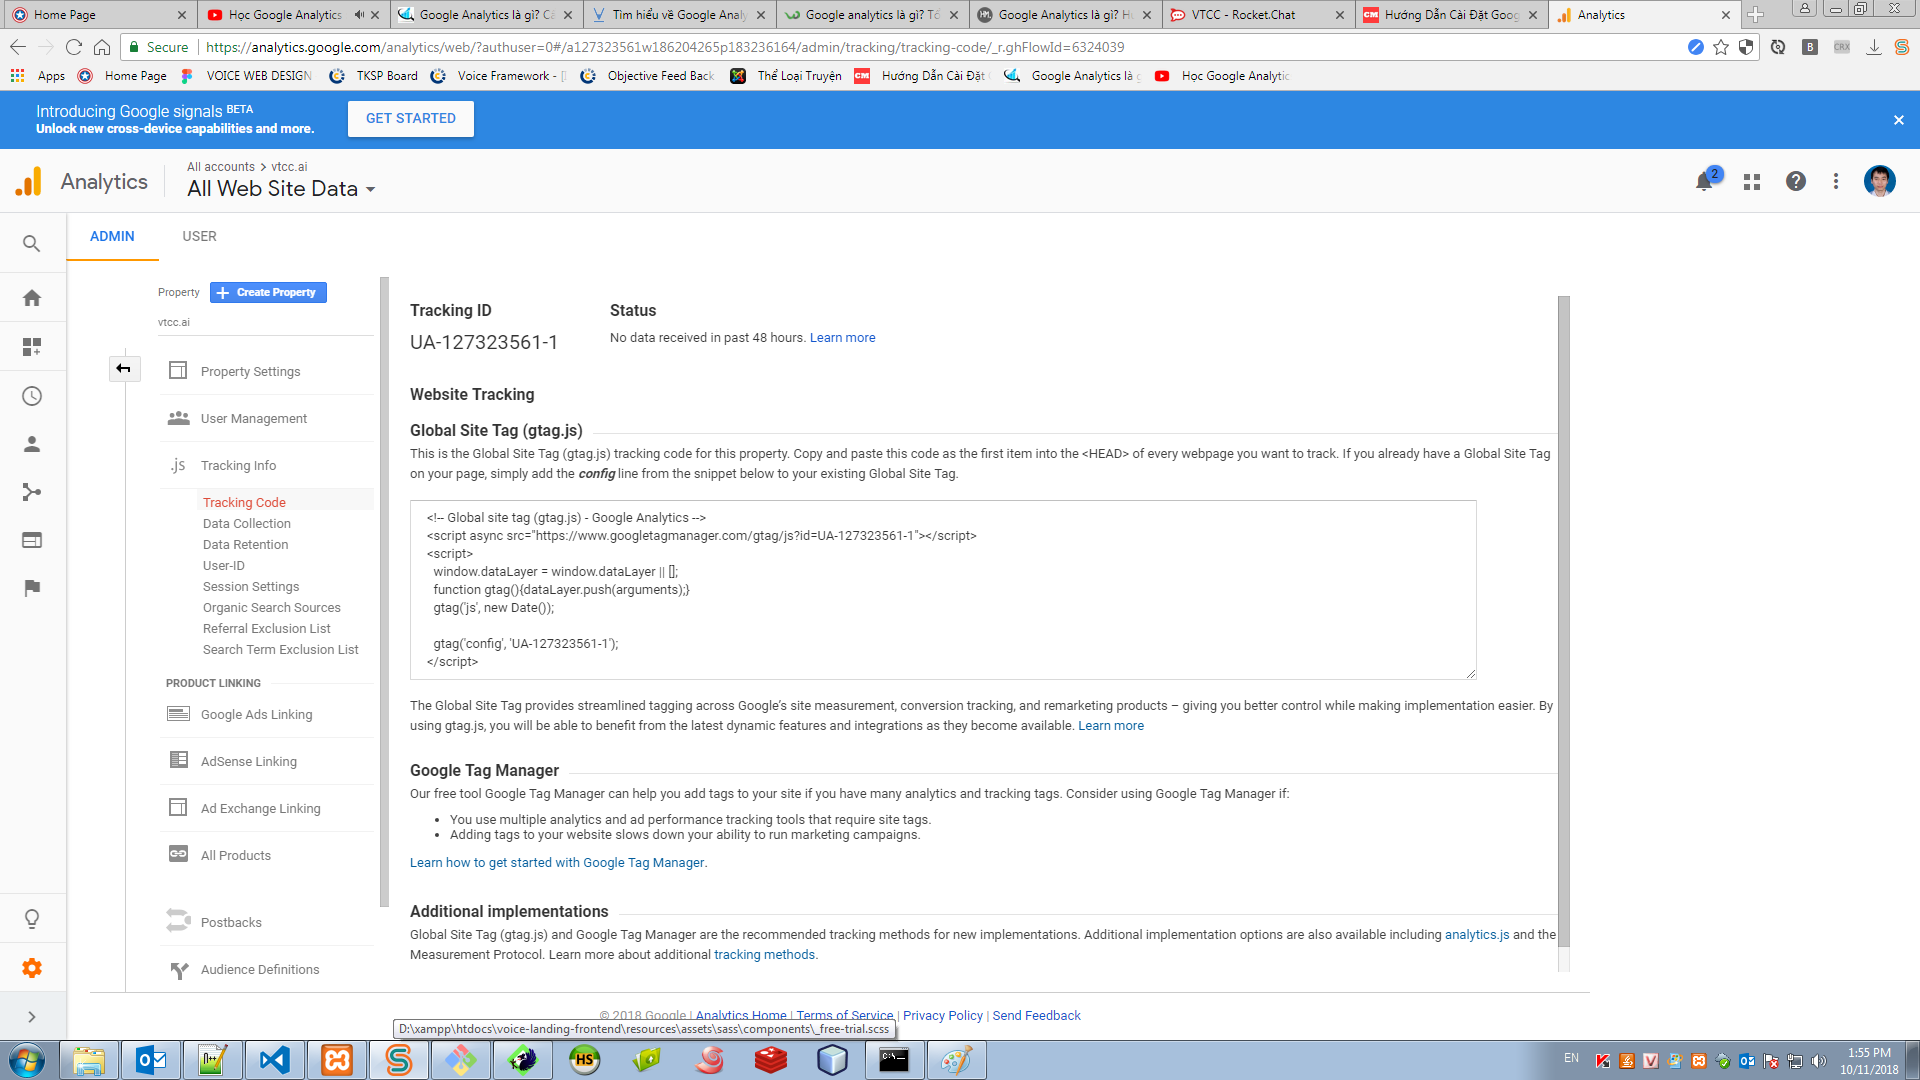 Home Page
Học Google Analytics
Google Analytics là gì? Cá
Tìm hiểu về Google Analy
Google analytics là gì? Tổ
Google Analytics là gì? Hu
VTCC - Rocket.Chat
Hướng Dẫn Cài Đặt Goog
Analytics
Secure
https://analytics.google.com/analytics/web/?authuser=0#/a127323561w186204265p183236164/admin/tracking/tracking-code/_r.ghFlowId=6324039
Apps
Home Page
VOICE WEB DESIGN
TKSP Board
Voice Framework - [
Objective Feed Back
Thể Loại Truyện
Hướng Dẫn Cài Đặt
Google Analytics là g
Học Google Analytic
Introducing Google signals BETA
Unlock new cross-device capabilities and more.
GET STARTED
Analytics
All accounts > vtcc.ai
All Web Site Data
2
ADMIN
USER
Property
Create Property
vtcc.ai
Property Settings
User Management
.js Tracking Info
Tracking Code
Data Collection
Data Retention
User-ID
Session Settings
Organic Search Sources
Referral Exclusion List
Search Term Exclusion List
PRODUCT LINKING
Google Ads Linking
AdSense Linking
Ad Exchange Linking
All Products
Postbacks
Audience Definitions
Tracking ID
UA-127323561-1
Status
No data received in past 48 hours. Learn more
Website Tracking
Global Site Tag (gtag.js)
This is the Global Site Tag (gtag.js) tracking code for this property. Copy and paste this code as the first item into the <HEAD> of every webpage you want to track. If you already have a Global Site Tag
on your page, simply add the config line from the snippet below to your existing Global Site Tag.
<!-- Global site tag (gtag.js) - Google Analytics -->
<script async src="https://www.googletagmanager.com/gtag/js?id=UA-127323561-1"></script>
<script>
window.dataLayer = window.dataLayer || [];
function gtag(){dataLayer.push(arguments);}
gtag('js', new Date());
gtag('config', 'UA-127323561-1');
</script>
The Global Site Tag provides streamlined tagging across Google's site measurement, conversion tracking, and remarketing products – giving you better control while making implementation easier. By
using gtag.js, you will be able to benefit from the latest dynamic features and integrations as they become available. Learn more
Google Tag Manager
Our free tool Google Tag Manager can help you add tags to your site if you have many analytics and tracking tags. Consider using Google Tag Manager if:
• You use multiple analytics and ad performance tracking tools that require site tags.
• Adding tags to your website slows down your ability to run marketing campaigns.
Learn how to get started with Google Tag Manager.
Additional implementations
Global Site Tag (gtag.js) and Google Tag Manager are the recommended tracking methods for new implementations. Additional implementation options are also available including analytics.js and the
Measurement Protocol. Learn more about additional tracking methods.
© 2018 Google | Analytics Home | Terms of Service | Privacy Policy | Send Feedback
D:\xampp\htdocs\voice-landing-frontend\resources\assets\sass\components\_free-trial.scss
EN
1:55 PM
10/11/2018